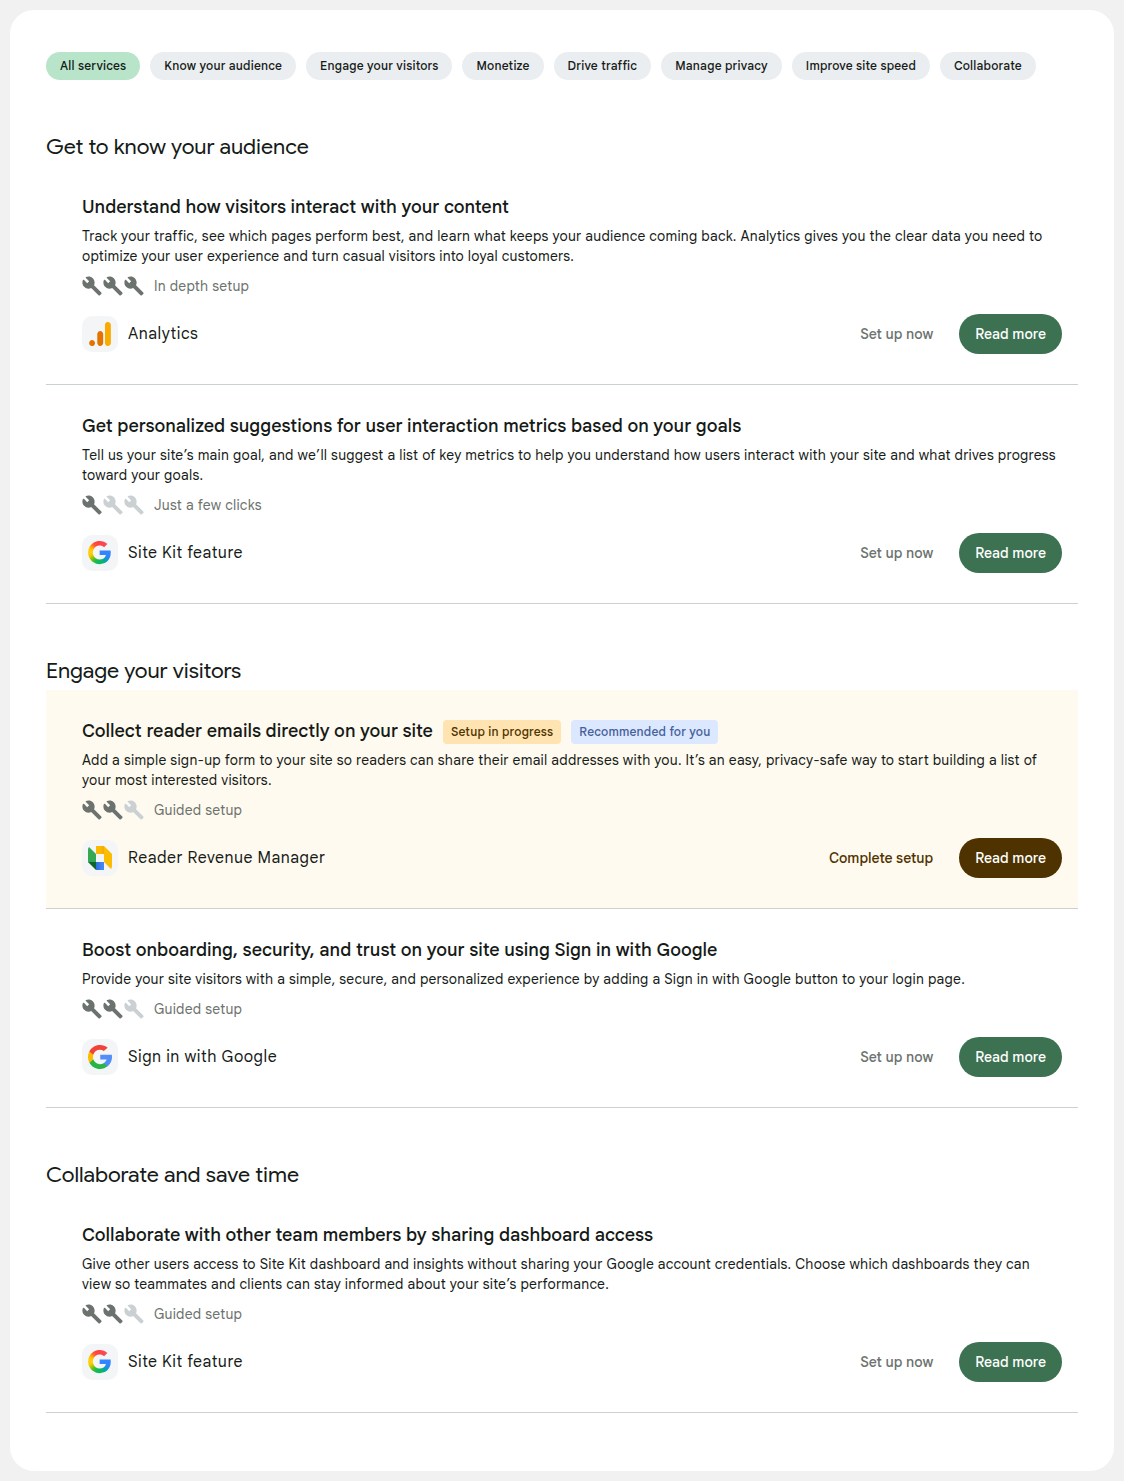 All services
Know your audience
Engage your visitors
Monetize
Drive traffic
Manage privacy
Improve site speed
Collaborate
Get to know your audience
Understand how visitors interact with your content
Track your traffic, see which pages perform best, and learn what keeps your audience coming back. Analytics gives you the clear data you need to
optimize your user experience and turn casual visitors into loyal customers.
In depth setup
Analytics
Set up now
Read more
Get personalized suggestions for user interaction metrics based on your goals
Tell us your site’s main goal, and we’ll suggest a list of key metrics to help you understand how users interact with your site and what drives progress
toward your goals.
Just a few clicks
Site Kit feature
Set up now
Read more
Engage your visitors
Collect reader emails directly on your site
Setup in progress
Recommended for you
Add a simple sign-up form to your site so readers can share their email addresses with you. It’s an easy, privacy-safe way to start building a list of
your most interested visitors.
Guided setup
Reader Revenue Manager
Complete setup
Read more
Boost onboarding, security, and trust on your site using Sign in with Google
Provide your site visitors with a simple, secure, and personalized experience by adding a Sign in with Google button to your login page.
Guided setup
Sign in with Google
Set up now
Read more
Collaborate and save time
Collaborate with other team members by sharing dashboard access
Give other users access to Site Kit dashboard and insights without sharing your Google account credentials. Choose which dashboards they can
view so teammates and clients can stay informed about your site’s performance.
Guided setup
Site Kit feature
Set up now
Read more